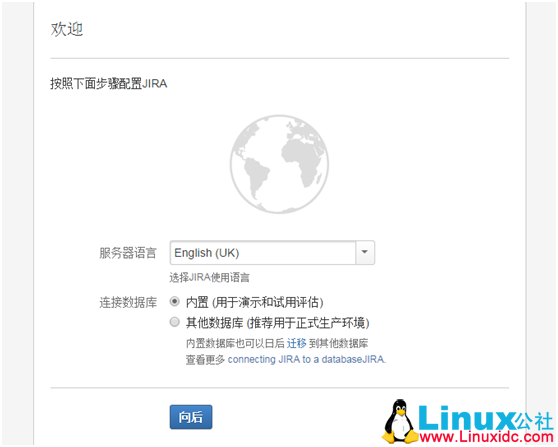 欢迎
按照下面步骤配置JIRA
服务器语言 English (UK)
选择JIRA使用语言
连接数据库 内置 (用于演示和试用评估)
其他数据库 (推荐用于正式生产环境)
内置数据库也可以日后 迁移 到其他数据库
查看更多 connecting JIRA to a databaseJIRA.
向后
Linux公社
www.Linuxidc.com